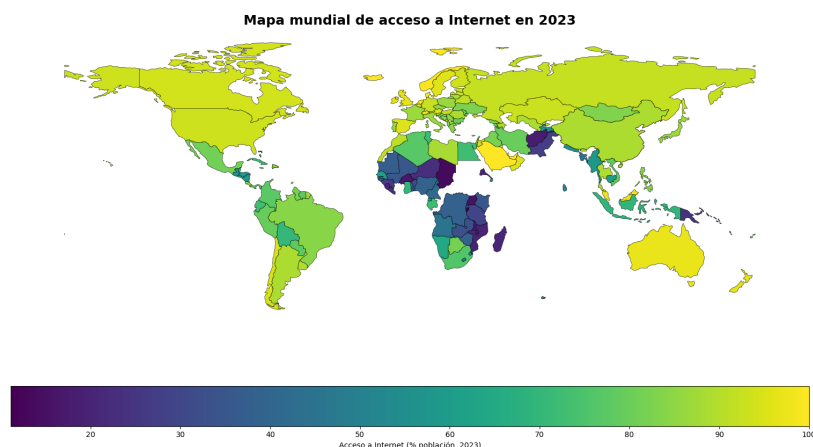 Mapa mundial de acceso a Internet en 2023
20 30 40 50 60 70 80 90 100
Acceso a Internet (% población, 2023)